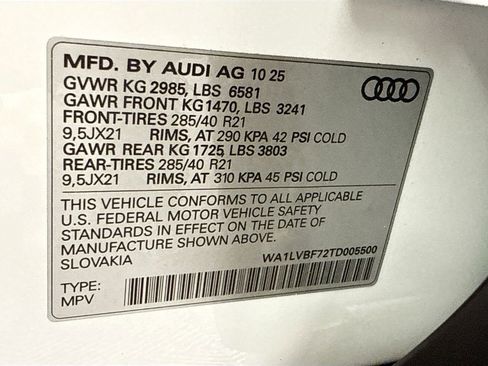 MFD. BY AUDI AG 10 25
GVWR KG 2985, LBS 6581
GAWR FRONT KG 1470, LBS 3241
FRONT-TIRES 285/40 R21
9,5JX21 RIMS, AT 290 KPA 42 PSI COLD
GAWR REAR KG 1725, LBS 3803
REAR-TIRES 285/40 R21
9,5JX21 RIMS, AT 310 KPA 45 PSI COLD
THIS VEHICLE CONFORMS TO ALL APPLICABLE
U.S. FEDERAL MOTOR VEHICLE SAFETY
STANDARDS IN EFFECT ON THE DATE OF
MANUFACTURE SHOWN ABOVE.
SLOVAKIA
WA1LVBF72TD005500
TYPE:
MPV